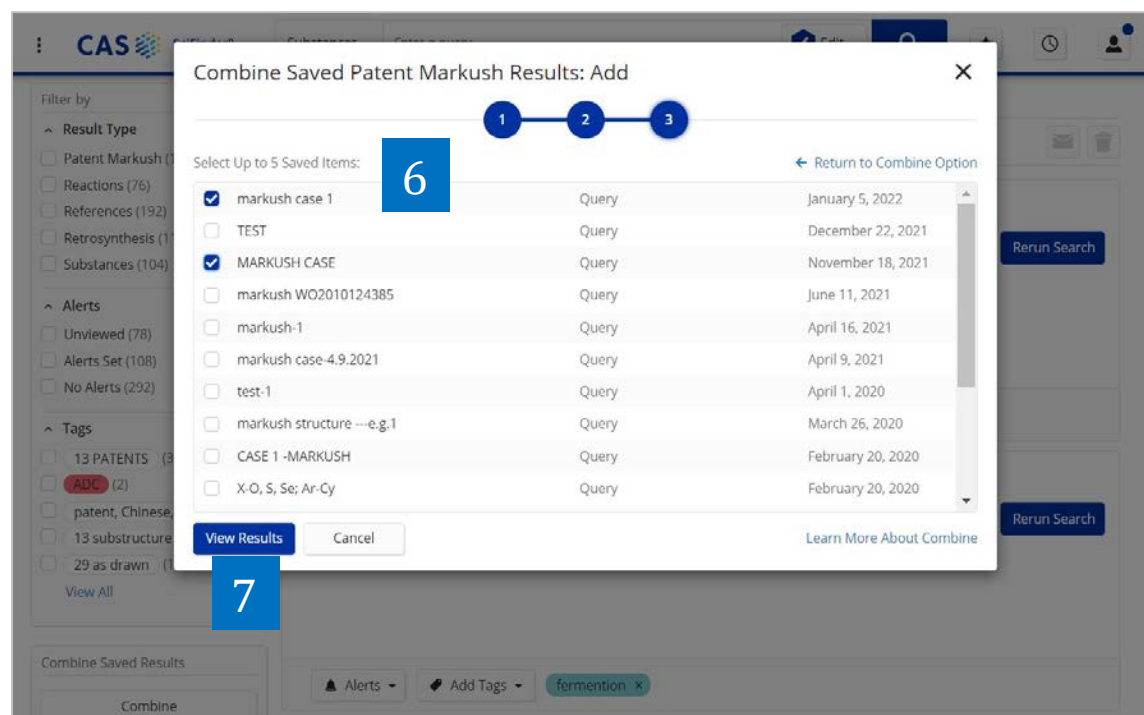 CAS
Combine Saved Patent Markush Results: Add
Filter by
1 2 3
Result Type
Patent Markush
Select Up to 5 Saved Items:
6
Return to Combine Option
Reactions (76)
References (192)
Retrosynthesis
Substances (104)
markush case 1 Query January 5, 2022
TEST Query December 22, 2021
Rerun Search
MARKUSH CASE Query November 18, 2021
markush WO2010124385 Query June 11, 2021
Alerts
Unviewed (78)
Alerts Set (108)
No Alerts (292)
markush-1 Query April 16, 2021
markush case-4.9.2021 Query April 9, 2021
test-1 Query April 1, 2020
markush structure ---e.g.1 Query March 26, 2020
Tags
13 PATENTS
ADC (2)
patent, Chinese,
13 substructure
29 as drawn
View All
CASE 1 -MARKUSH Query February 20, 2020
X-O, S, Se; Ar-Cy Query February 20, 2020
Rerun Search
View Results Cancel Learn More About Combine
7
Combine Saved Results
Combine
Alerts Add Tags fermention ×